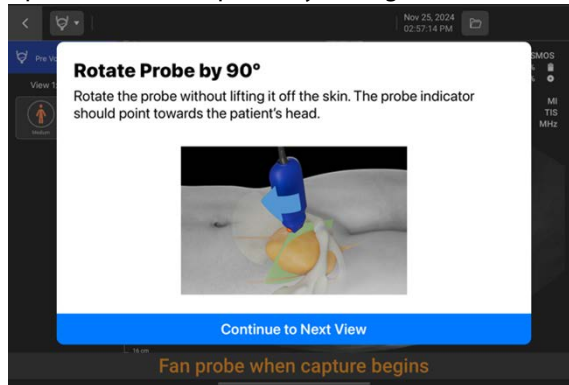 Nov 25, 2024
02:57:14 PM
Pre Vo
SMOS
%
%
View 1:
MI
TIS
MHz
Medium
Rotate Probe by 90°
Rotate the probe without lifting it off the skin. The probe indicator
should point towards the patient's head.
Continue to Next View
16 cm
Fan probe when capture begins